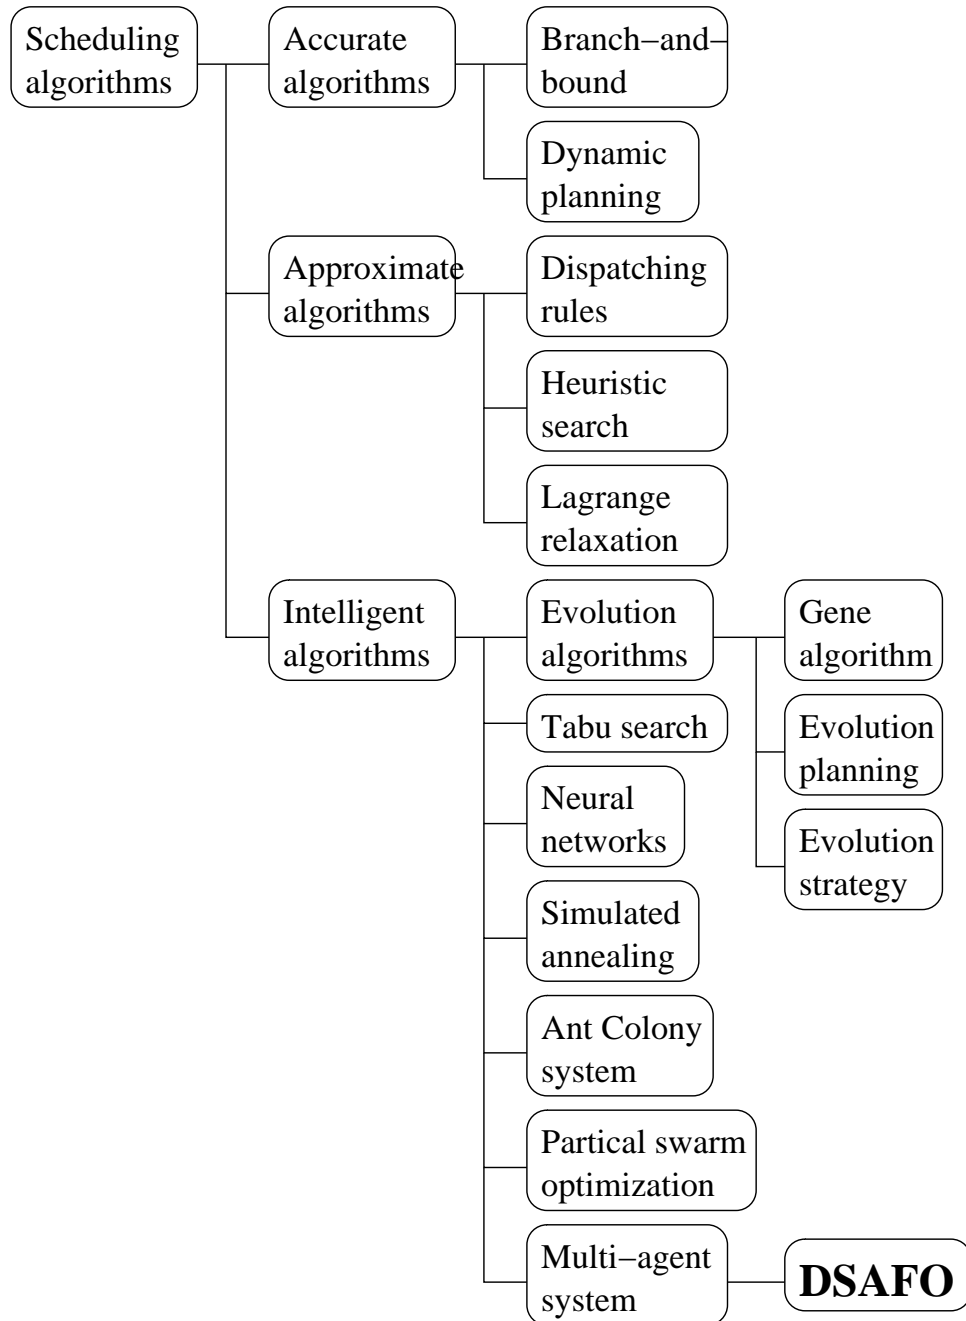 Scheduling
algorithms
Accurate
algorithms
Branch−and−
bound
Dynamic
planning
Approximate
algorithms
Dispatching
rules
Heuristic
search
Lagrange
relaxation
Intelligent
algorithms
Evolution
algorithms
Gene
algorithm
Evolution
planning
Evolution
strategy
Tabu search
Neural
networks
Simulated
annealing
Ant Colony
system
Partical swarm
optimization
Multi−agent
system
DSAFO